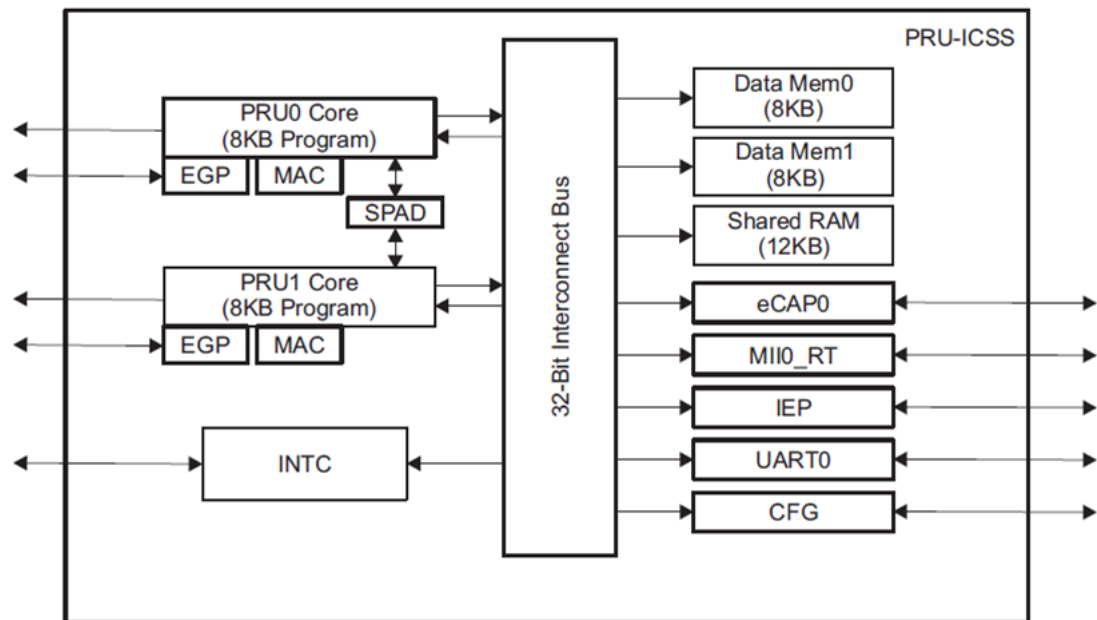 PRU-ICSS
PRU0 Core
(8KB Program)
EGP
MAC
SPAD
PRU1 Core
(8KB Program)
EGP
MAC
INTC
32-Bit Interconnect Bus
Data Mem0
(8KB)
Data Mem1
(8KB)
Shared RAM
(12KB)
eCAP0
MII0_RT
IEP
UART0
CFG